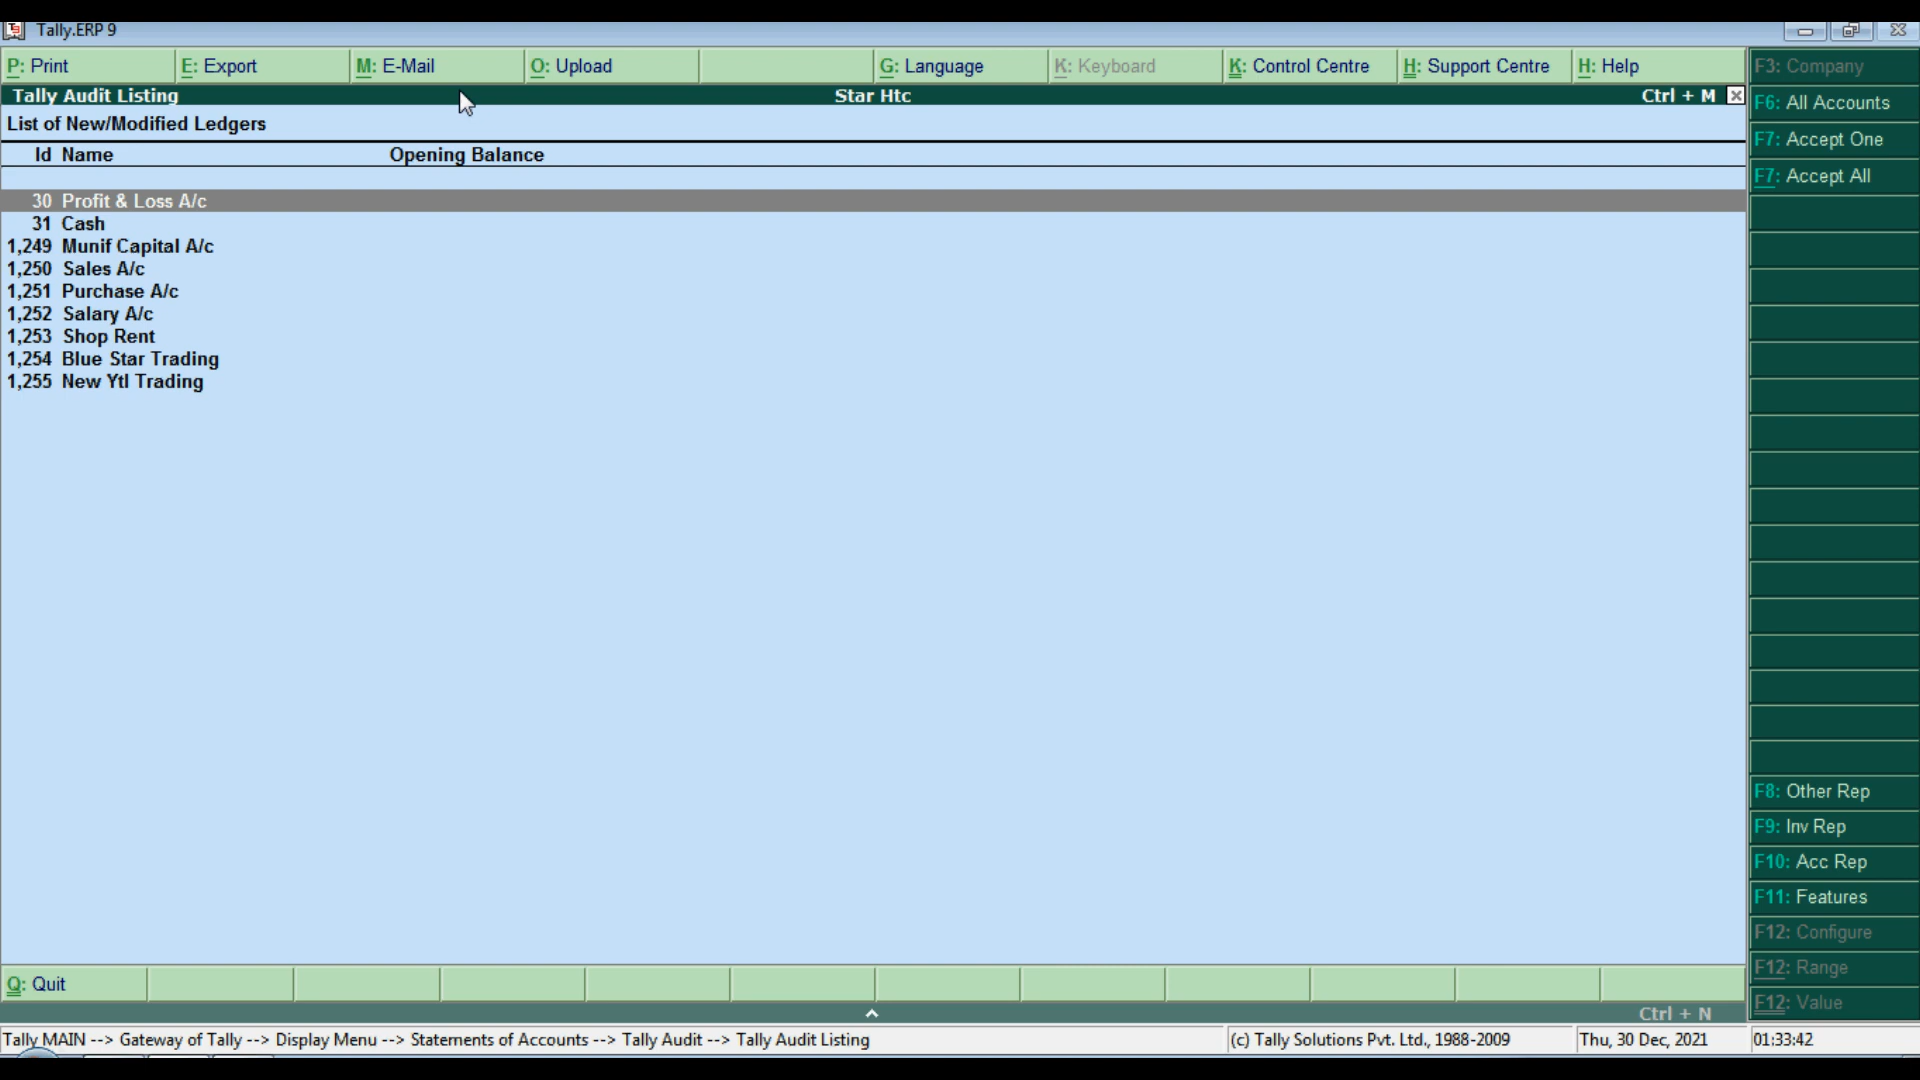 Tally.ERP 9
P: Print E: Export M: E-Mail O: Upload G: Language K: Keyboard K: Control Centre H: Support Centre H: Help
Tally Audit Listing Star Htc Ctrl + M
List of New/Modified Ledgers
Id Name Opening Balance
30 Profit & Loss A/c
31 Cash
1,249 Munif Capital A/c
1,250 Sales A/c
1,251 Purchase A/c
1,252 Salary A/c
1,253 Shop Rent
1,254 Blue Star Trading
1,255 New Ytl Trading
F3: Company
F6: All Accounts
F7: Accept One
F7: Accept All
F8: Other Rep
F9: Inv Rep
F10: Acc Rep
F11: Features
F12: Configure
F12: Range
F12: Value
Q: Quit
Ctrl + N
Tally MAIN --> Gateway of Tally --> Display Menu --> Statements of Accounts --> Tally Audit --> Tally Audit Listing (c) Tally Solutions Pvt. Ltd., 1988-2009 Thu, 30 Dec, 2021 01:33:42